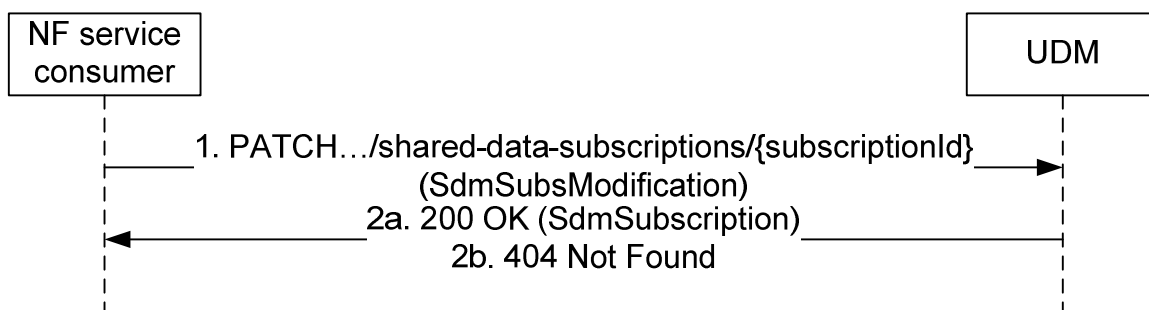 NF service
consumer
UDM
1. PATCH…/shared-data-subscriptions/{subscriptionId}
(SdmSubsModification)
2a. 200 OK (SdmSubscription)
2b. 404 Not Found